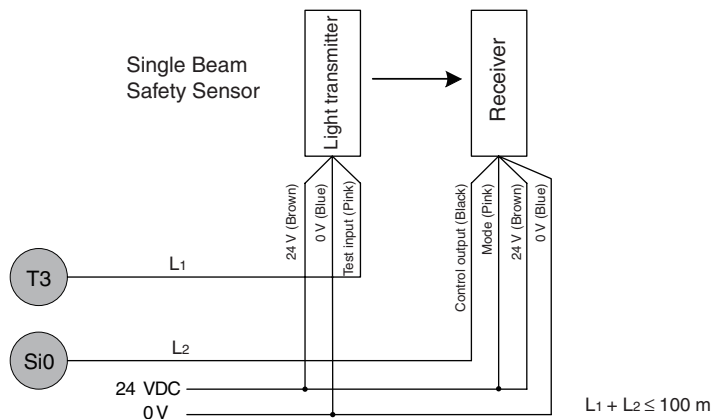 Single Beam
Safety Sensor
Light transmitter
Receiver
24 V (Brown)
0 V (Blue)
Test input (Pink)
Control output (Black)
Mode (Pink)
24 V (Brown)
0 V (Blue)
T3
L1
Si0
L2
24 VDC
0 V
L1 + L2 ≤ 100 m